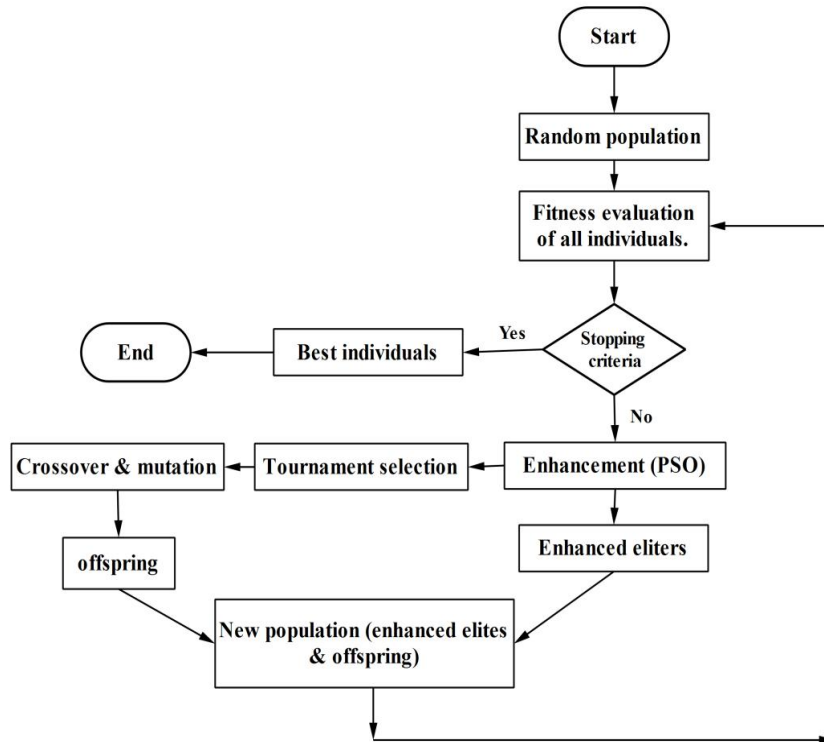 Start
Random population
Fitness evaluation
of all individuals.
Stopping
criteria
Yes
Best individuals
End
No
Enhancement (PSO)
Tournament selection
Crossover & mutation
offspring
Enhanced eliters
New population (enhanced elites
& offspring)